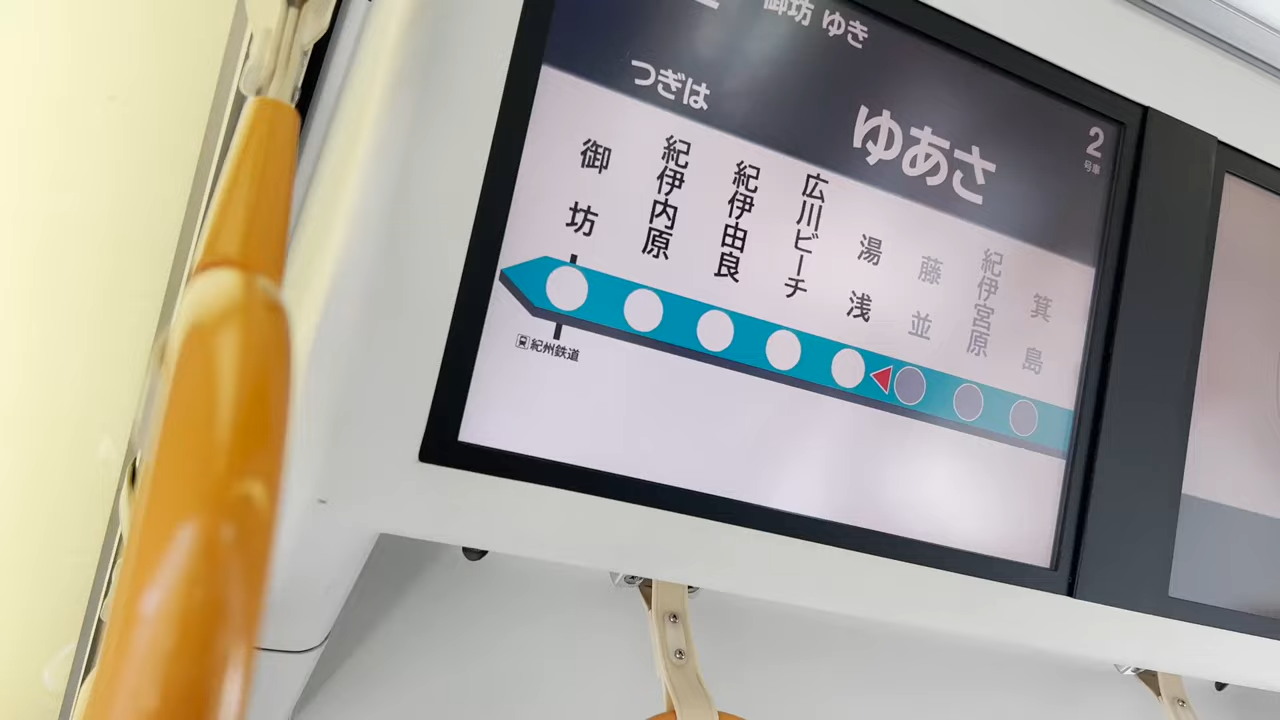 御坊 ゆき
つぎは
ゆあさ
2
号車
御坊
紀伊内原
紀伊由良
広川ビーチ
湯浅
藤並
紀伊宮原
箕島
紀州鉄道